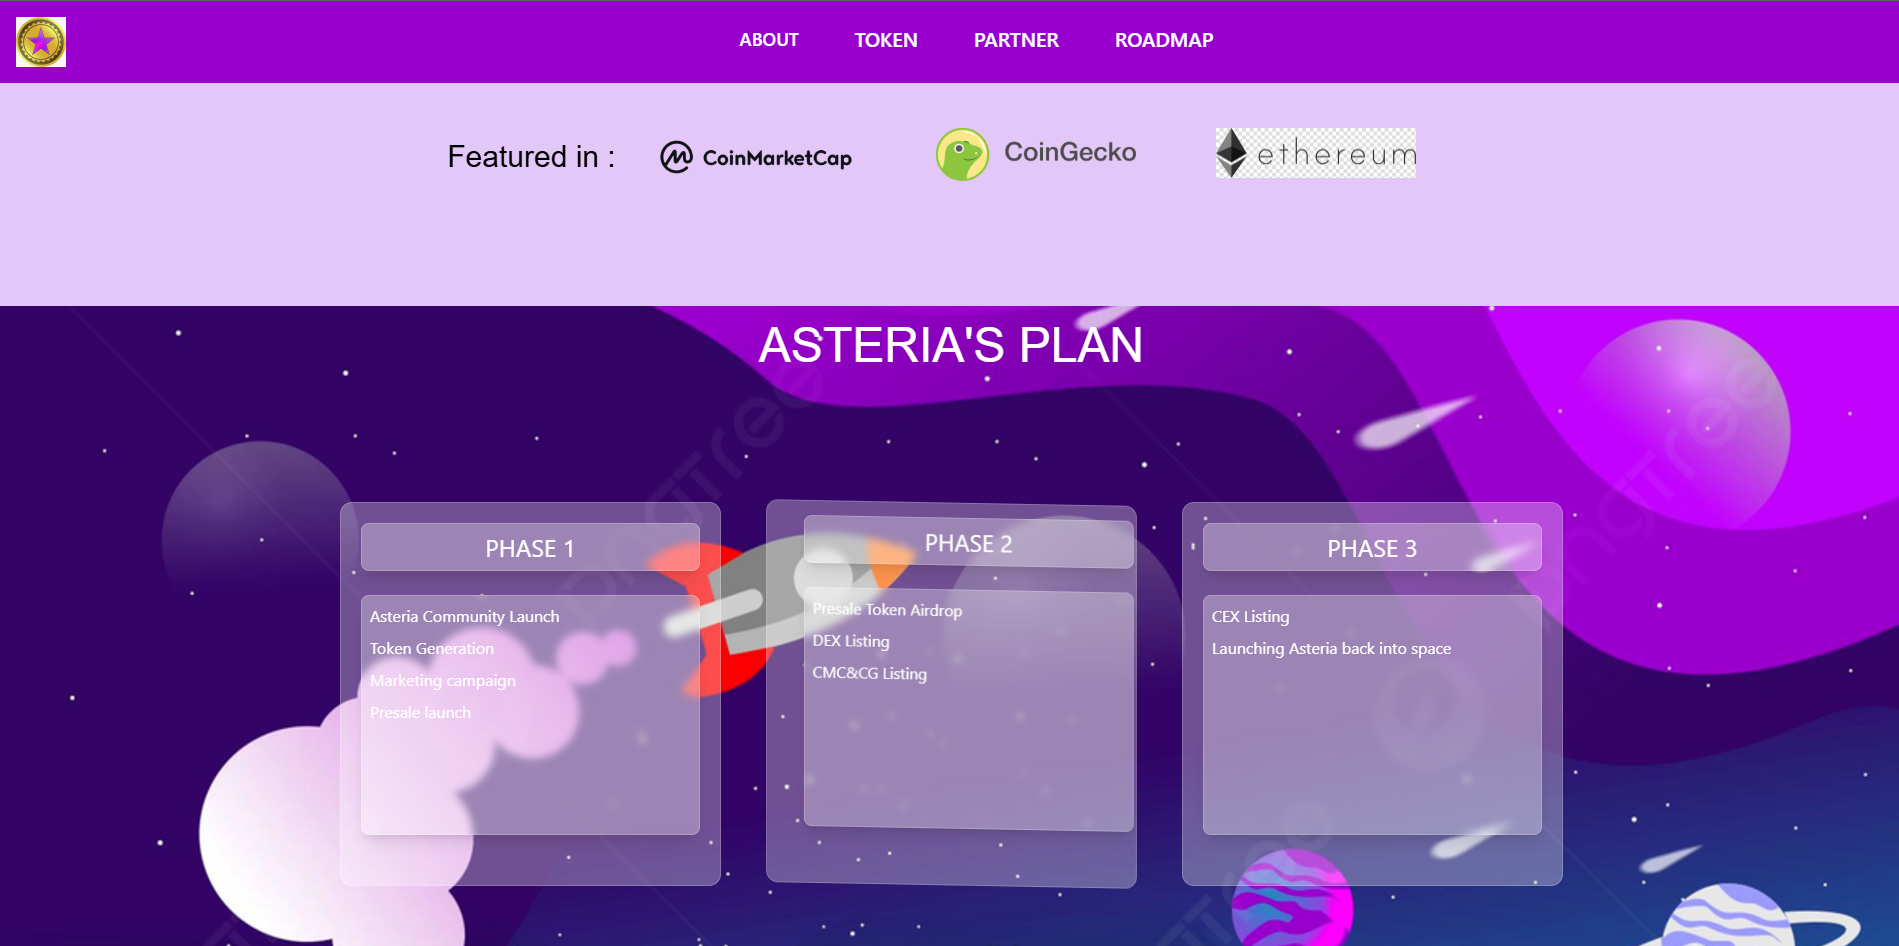 ABOUT TOKEN PARTNER ROADMAP
Featured in : CoinMarketCap CoinGecko ethereum
ASTERIA'S PLAN
PHASE 1
Asteria Community Launch
Token Generation
Marketing campaign
Presale launch
PHASE 2
Presale Token Airdrop
DEX Listing
CMC&CG Listing
PHASE 3
CEX Listing
Launching Asteria back into space
pngtree
pngtree